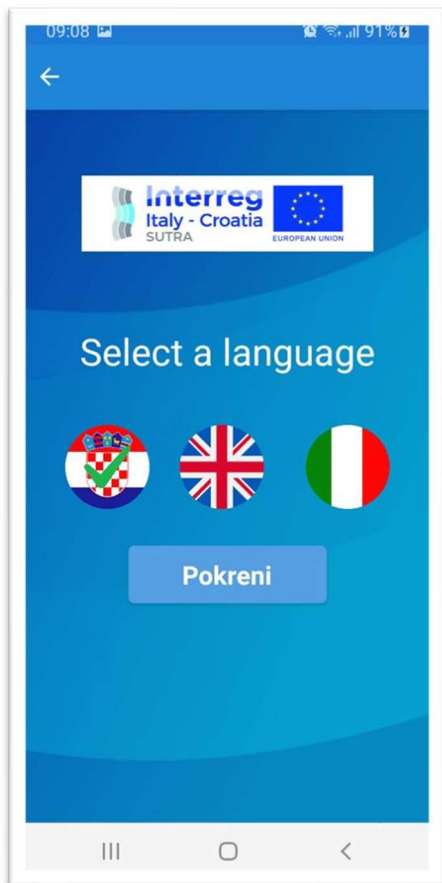 09:08 91%
Interreg
Italy - Croatia
SUTRA
EUROPEAN UNION
Select a language
Pokreni